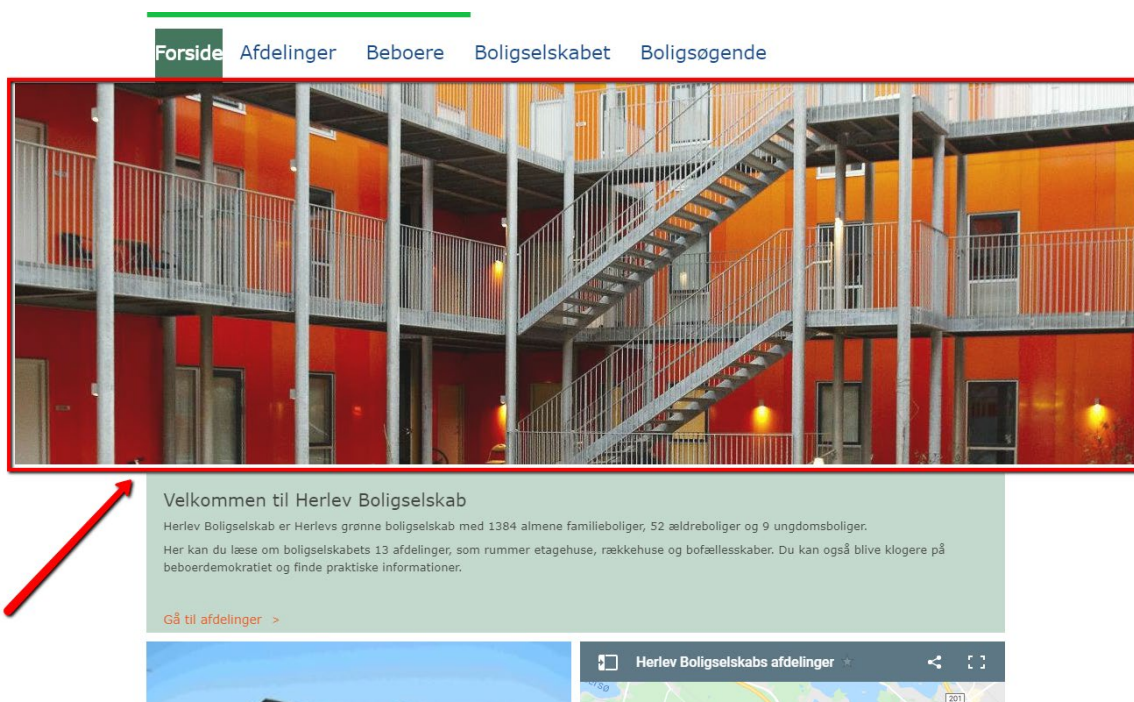 Forside Afdelinger Beboere Boligselskabet Boligsøgende
Velkommen til Herlev Boligselskab
Herlev Boligselskab er Herlevs grønne boligselskab med 1384 almene familieboliger, 52 ældreboliger og 9 ungdomsboliger.
Her kan du læse om boligselskabets 13 afdelinger, som rummer etagehuse, rækkehuse og bofællesskaber. Du kan også blive klogere på
beboerdemokratiet og finde praktiske informationer.
Gå til afdelinger >
Herlev Boligselskabs afdelinger
201